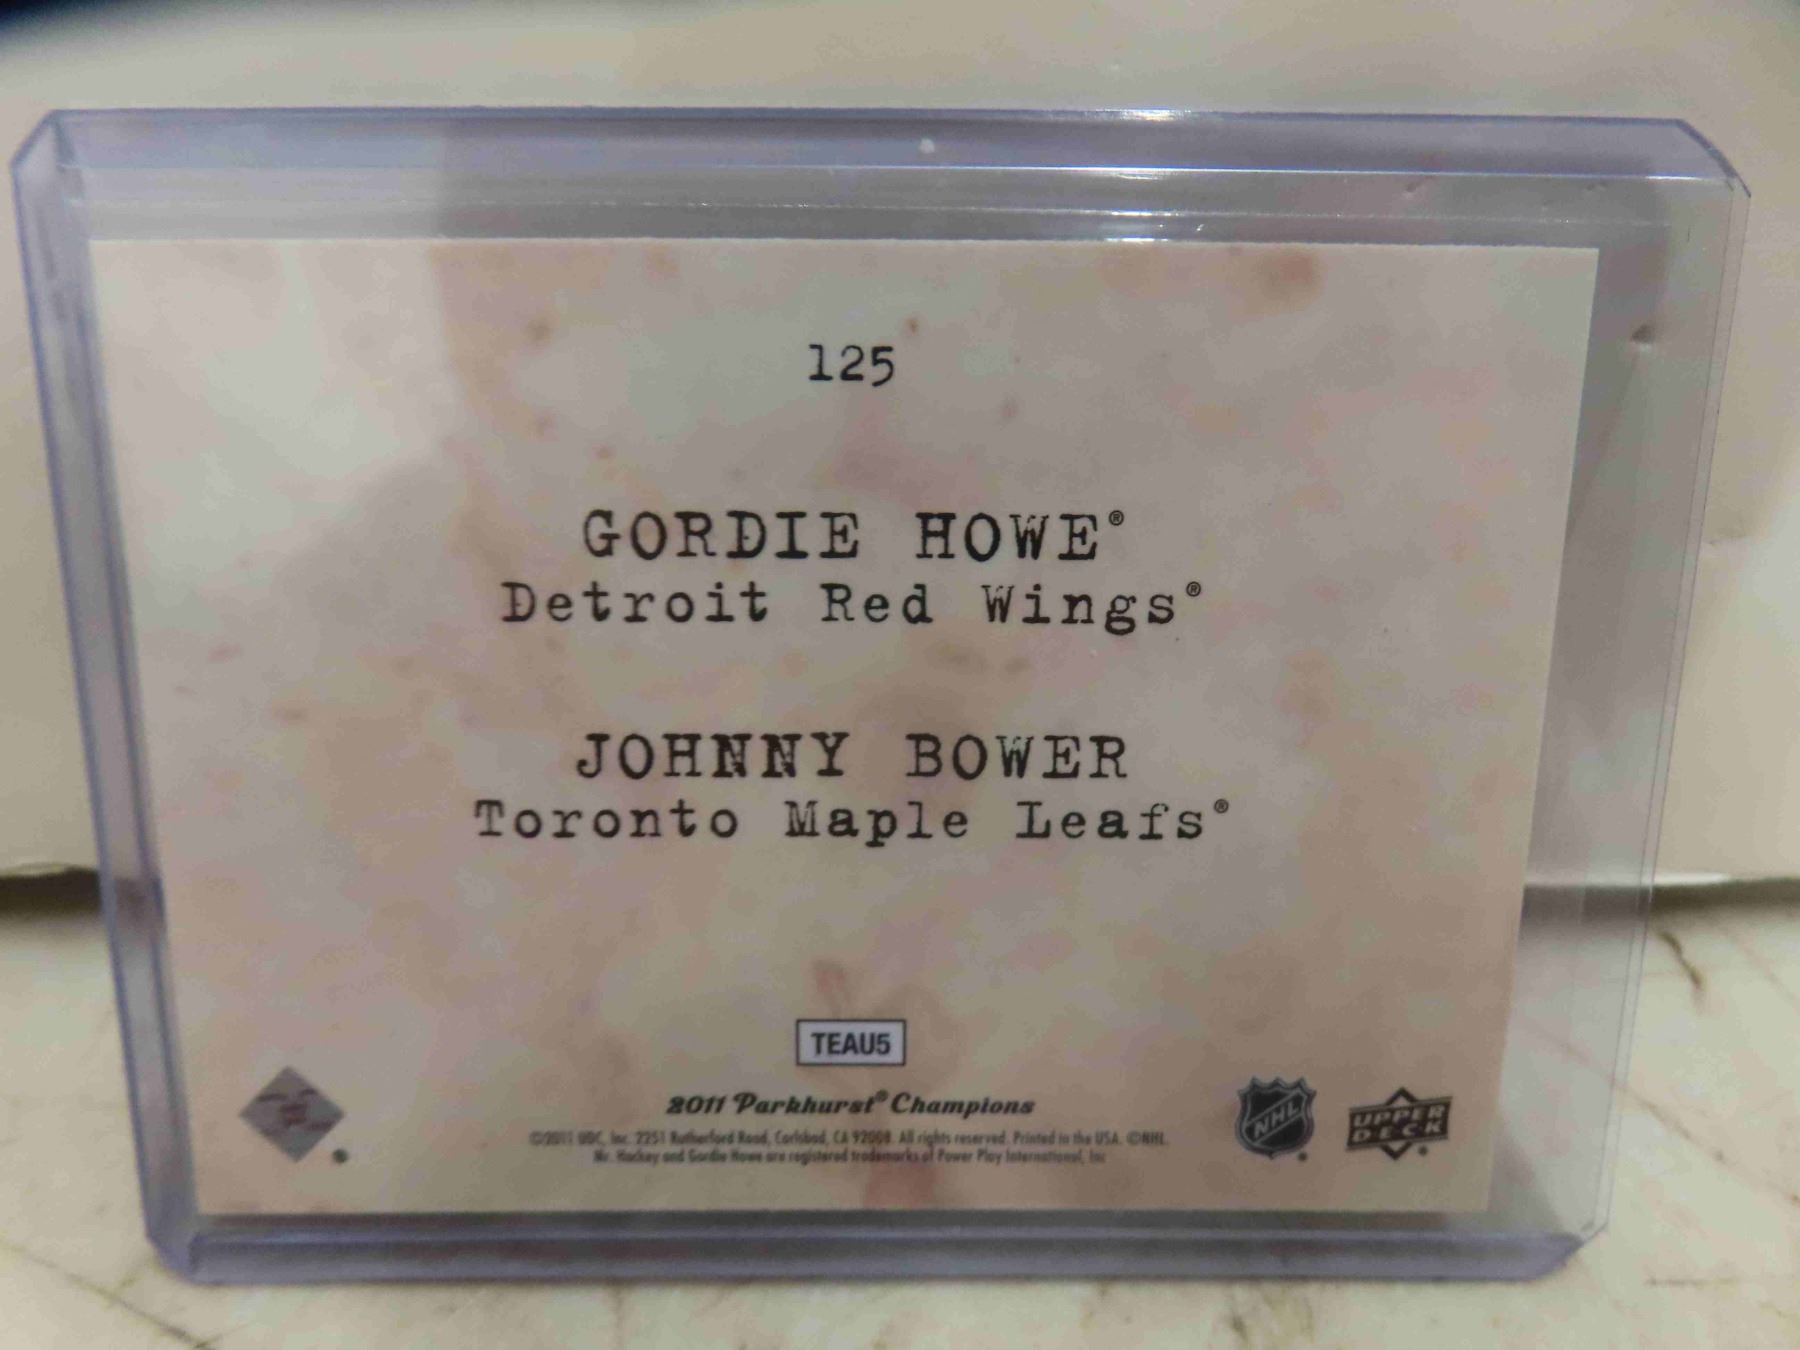 125
GORDIE HOWE®
Detroit Red Wings®
JOHNNY BOWER
Toronto Maple Leafs®
TEAU5
2011 Parkhurst® Champions
©2011 UDC, Inc. 2251 Rutherford Road, Carlsbad, CA 92008. All rights reserved. Printed in the USA. ©NHL
Mr. Hockey and Gordie Howe are registered trademarks of Power Play International, Inc
NHL
UPPER
DECK